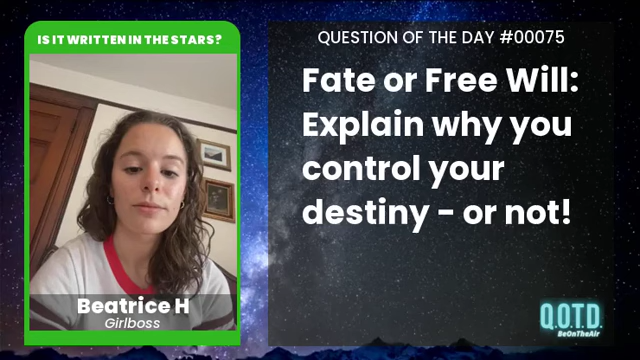 IS IT WRITTEN IN THE STARS?
Beatrice H
Girlboss
QUESTION OF THE DAY #00075
Fate or Free Will:
Explain why you
control your
destiny - or not!
Q.O.T.D.
BeOnTheAir